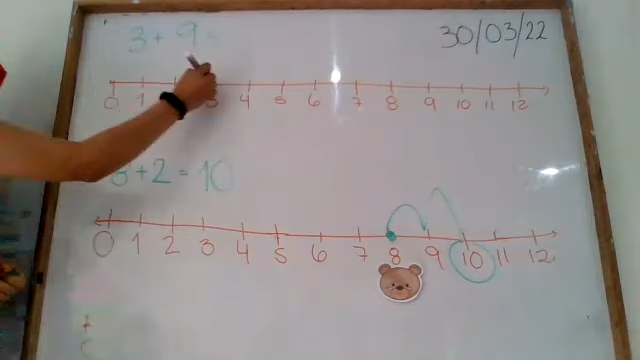 3 + 9 =
30/03/22
0 1 3 4 5 6 7 8 9 10 11 12
8 + 2 = 10
0 1 2 3 4 5 6 7 8 9 10 11 12